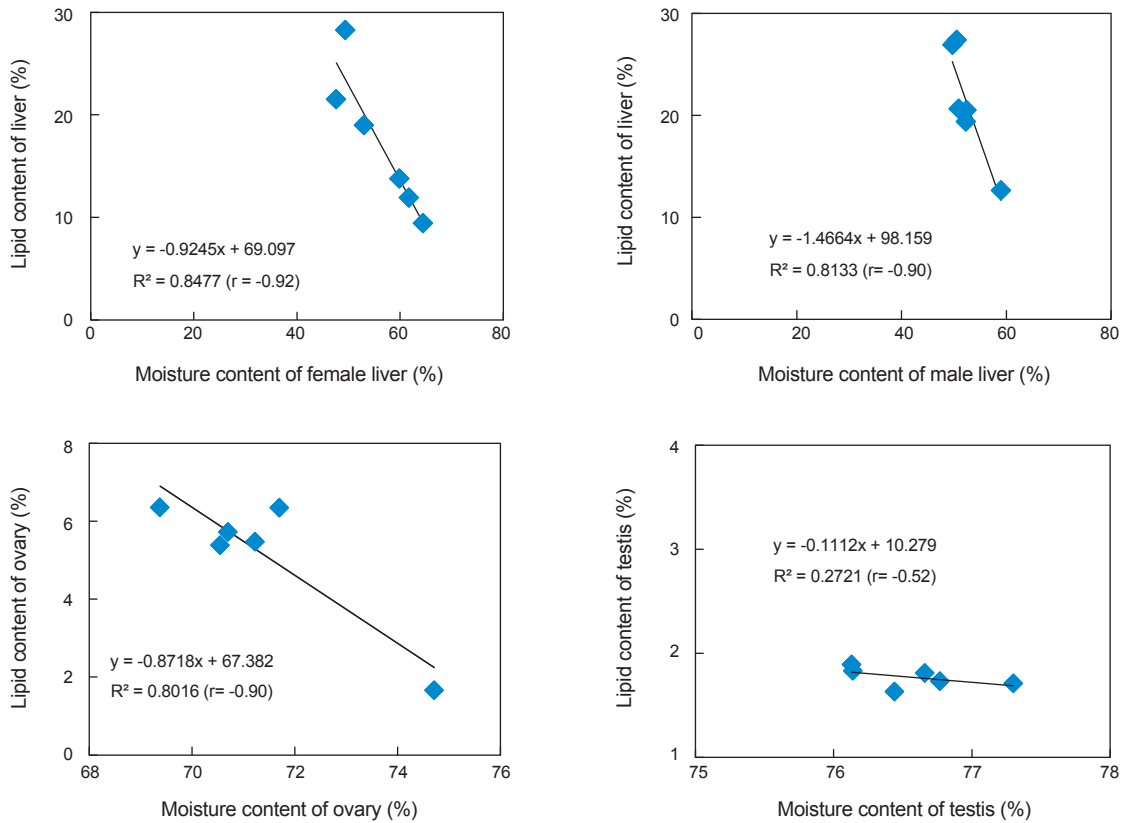 30
20
10
0
Lipid content of liver (%)
y = -0.9245x + 69.097
R² = 0.8477 (r = -0.92)
0 20 40 60 80
Moisture content of female liver (%)
30
20
10
0
Lipid content of liver (%)
y = -1.4664x + 98.159
R² = 0.8133 (r= -0.90)
0 20 40 60 80
Moisture content of male liver (%)
8
6
4
2
0
Lipid content of ovary (%)
y = -0.8718x + 67.382
R² = 0.8016 (r= -0.90)
68 70 72 74 76
Moisture content of ovary (%)
4
3
2
1
Lipid content of testis (%)
y = -0.1112x + 10.279
R² = 0.2721 (r= -0.52)
75 76 77 78
Moisture content of testis (%)